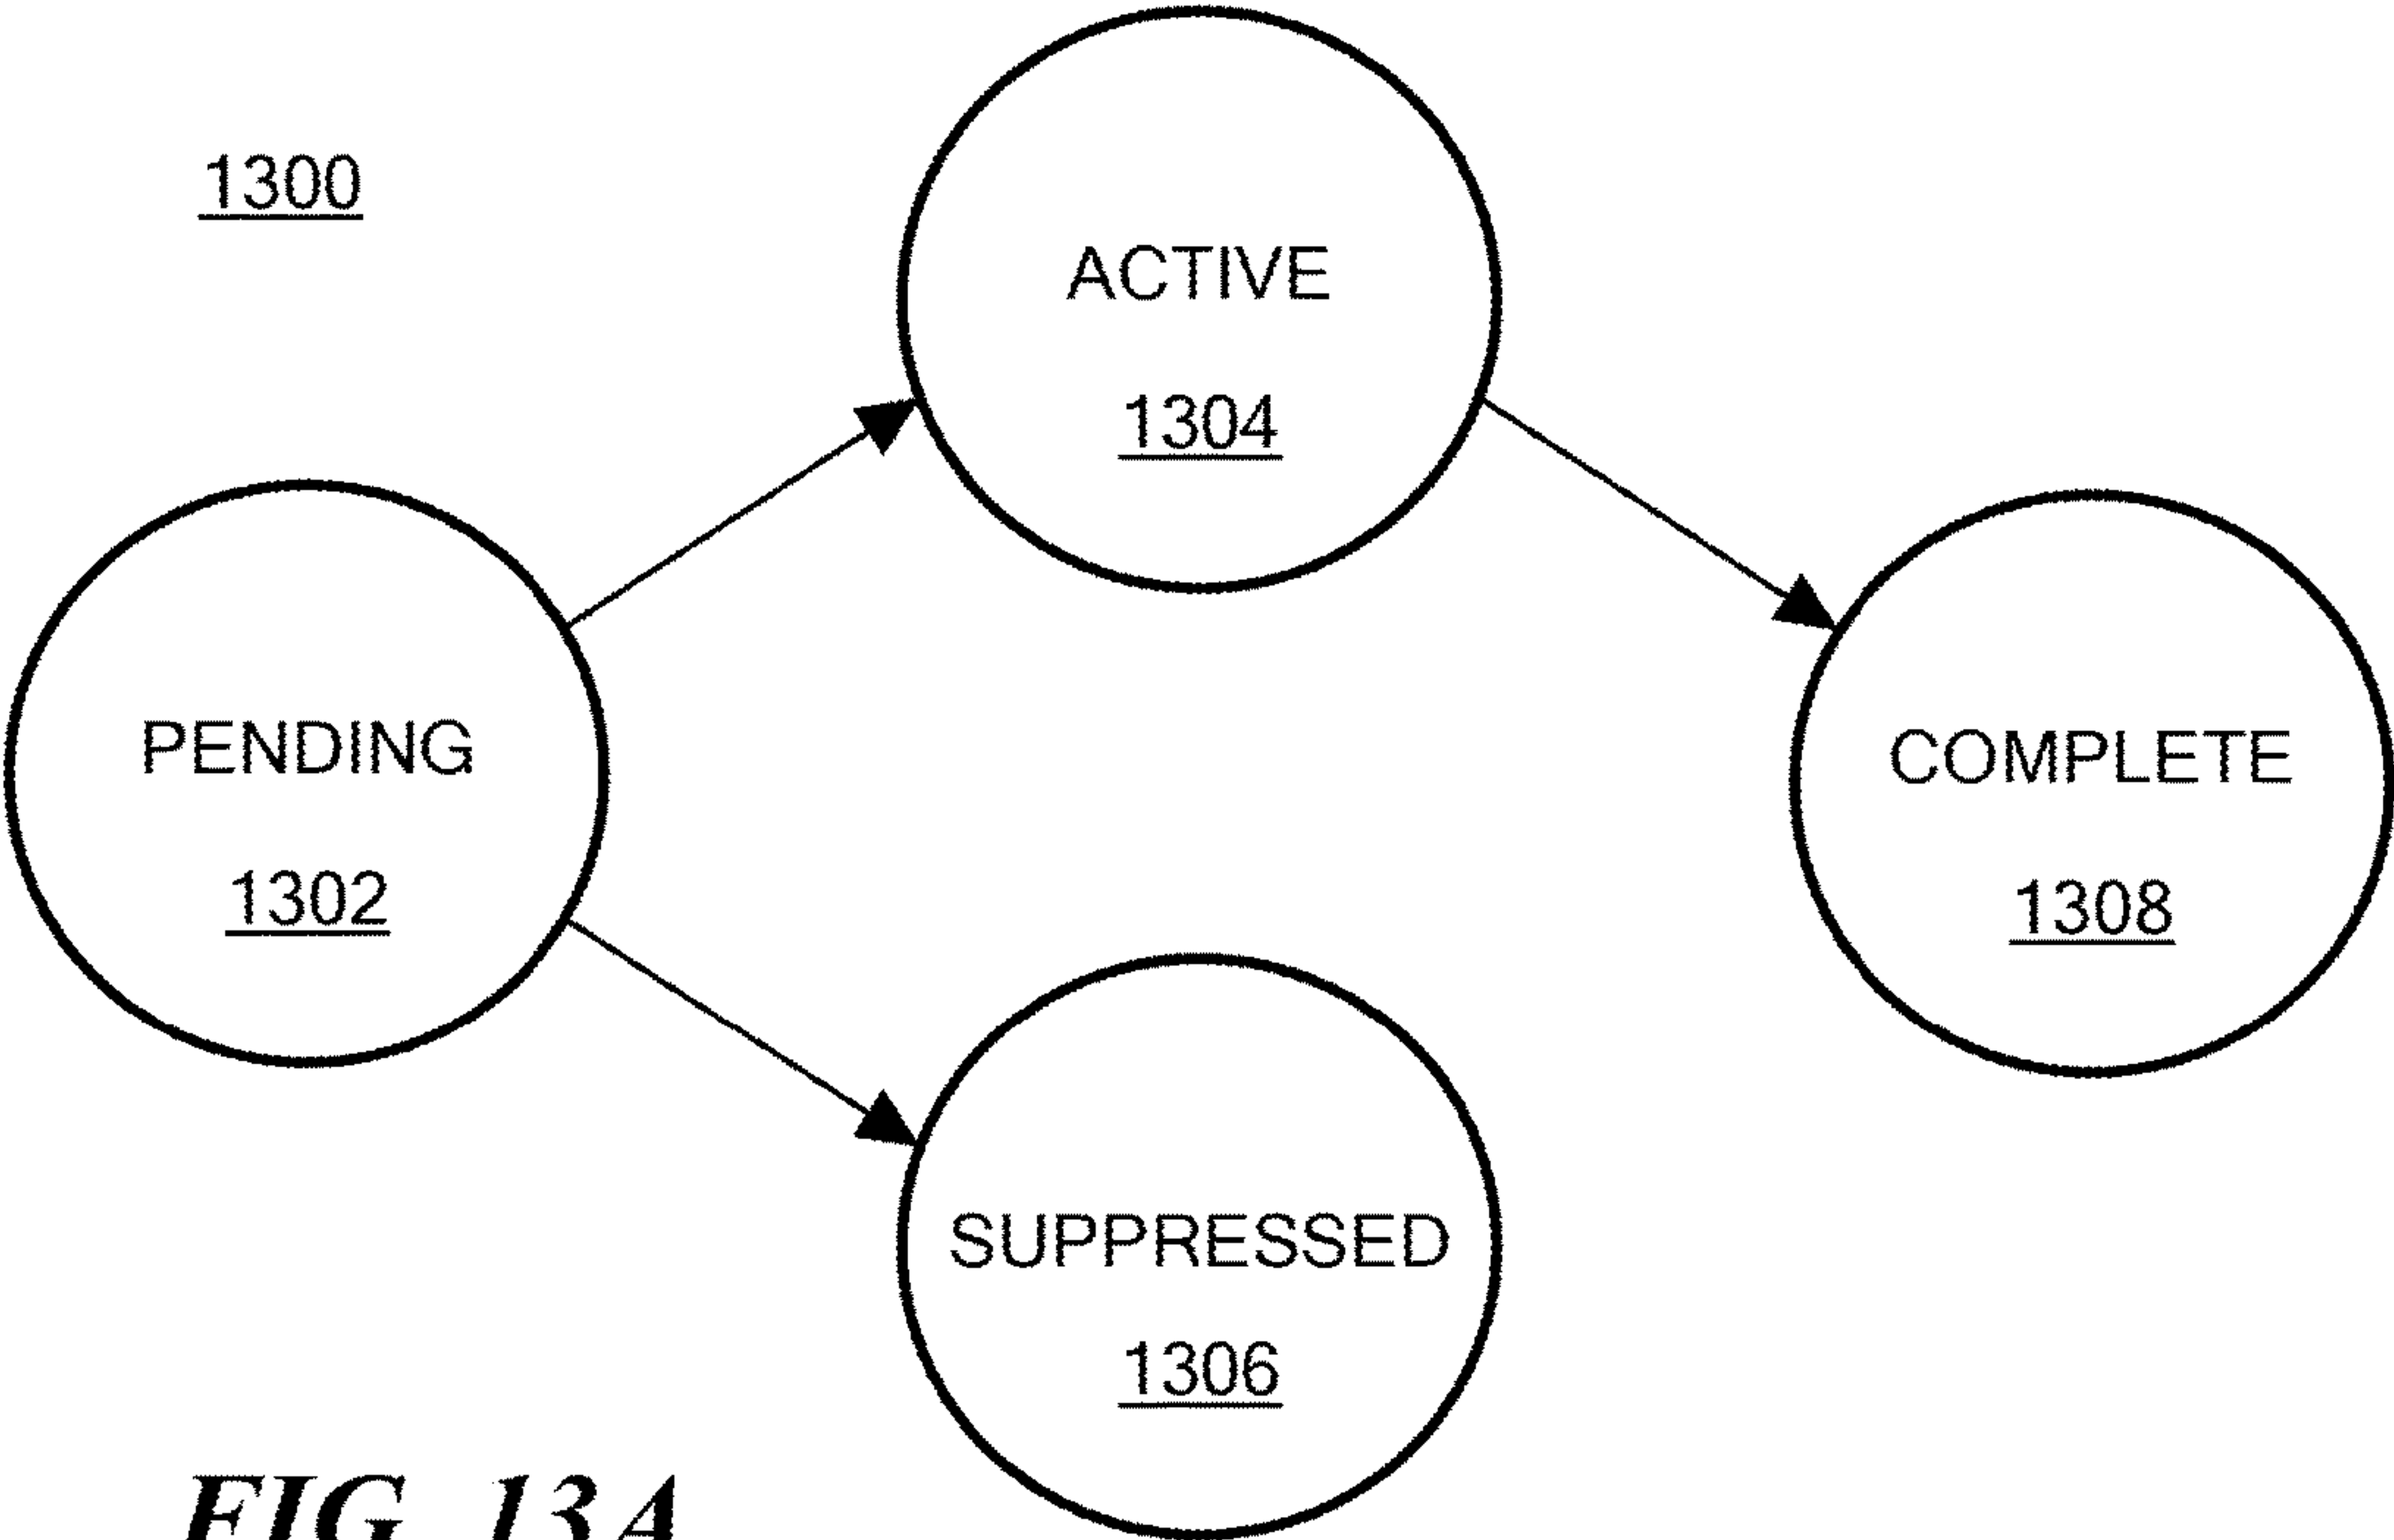 1300
ACTIVE
1304
PENDING
1302
COMPLETE
1308
SUPPRESSED
1306
FIG. 13A